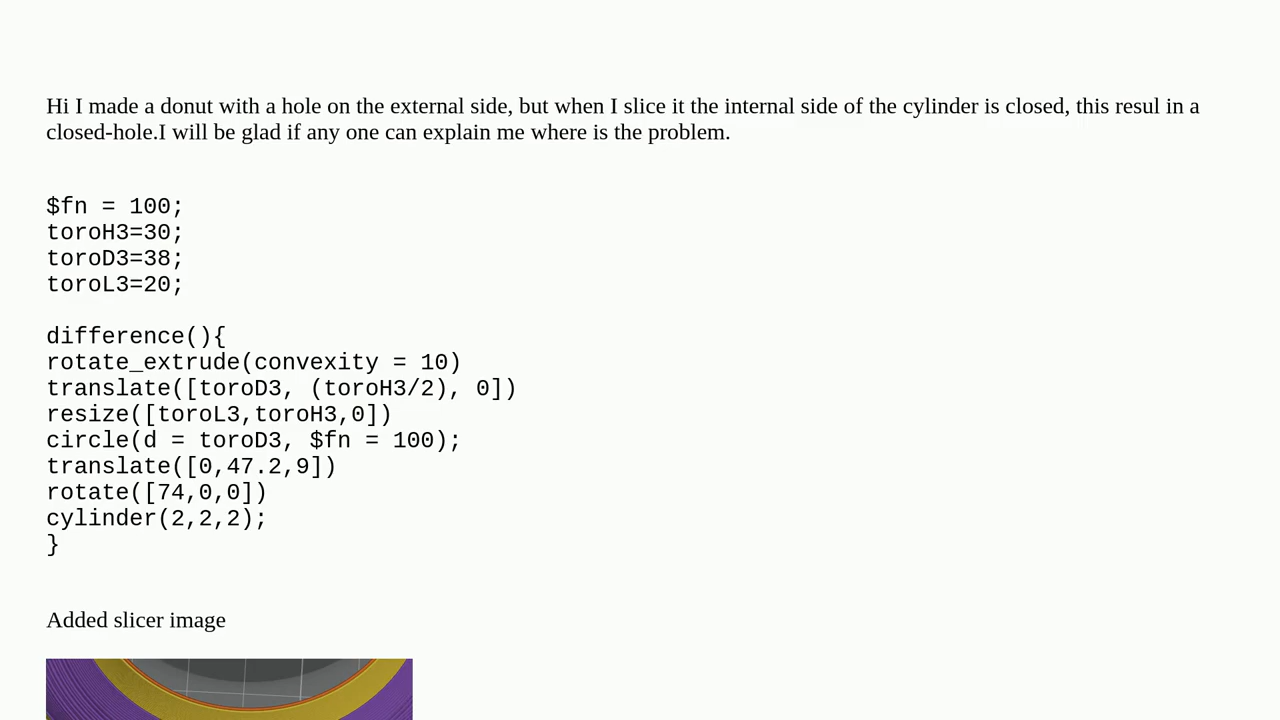 Hi I made a donut with a hole on the external side, but when I slice it the internal side of the cylinder is closed, this resul in a
closed-hole.I will be glad if any one can explain me where is the problem.
$fn = 100;
toroH3=30;
toroD3=38;
toroL3=20;
difference(){
rotate_extrude(convexity = 10)
translate([toroD3, (toroH3/2), 0])
resize([toroL3,toroH3,0])
circle(d = toroD3, $fn = 100);
translate([0,47.2,9])
rotate([74,0,0])
cylinder(2,2,2);
}
Added slicer image